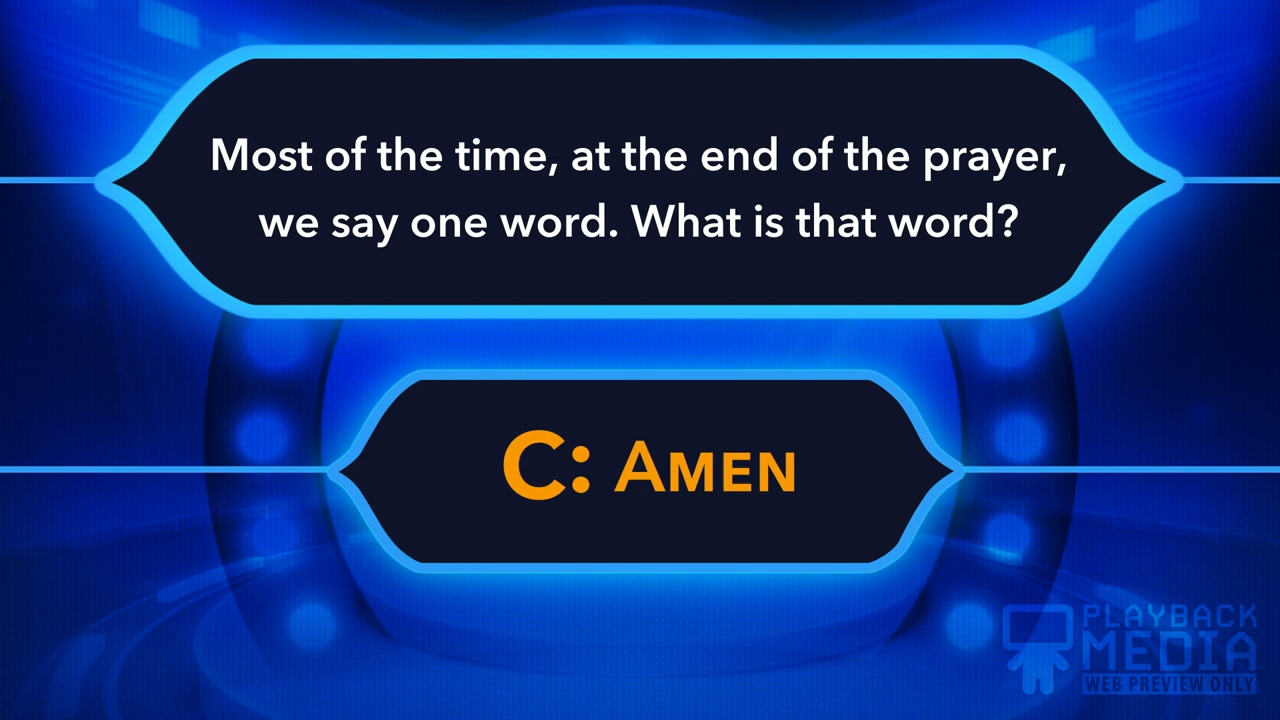 Most of the time, at the end of the prayer,
we say one word. What is that word?
C: AMEN
PLAYBACK
MEDIA
WEB PREVIEW ONLY